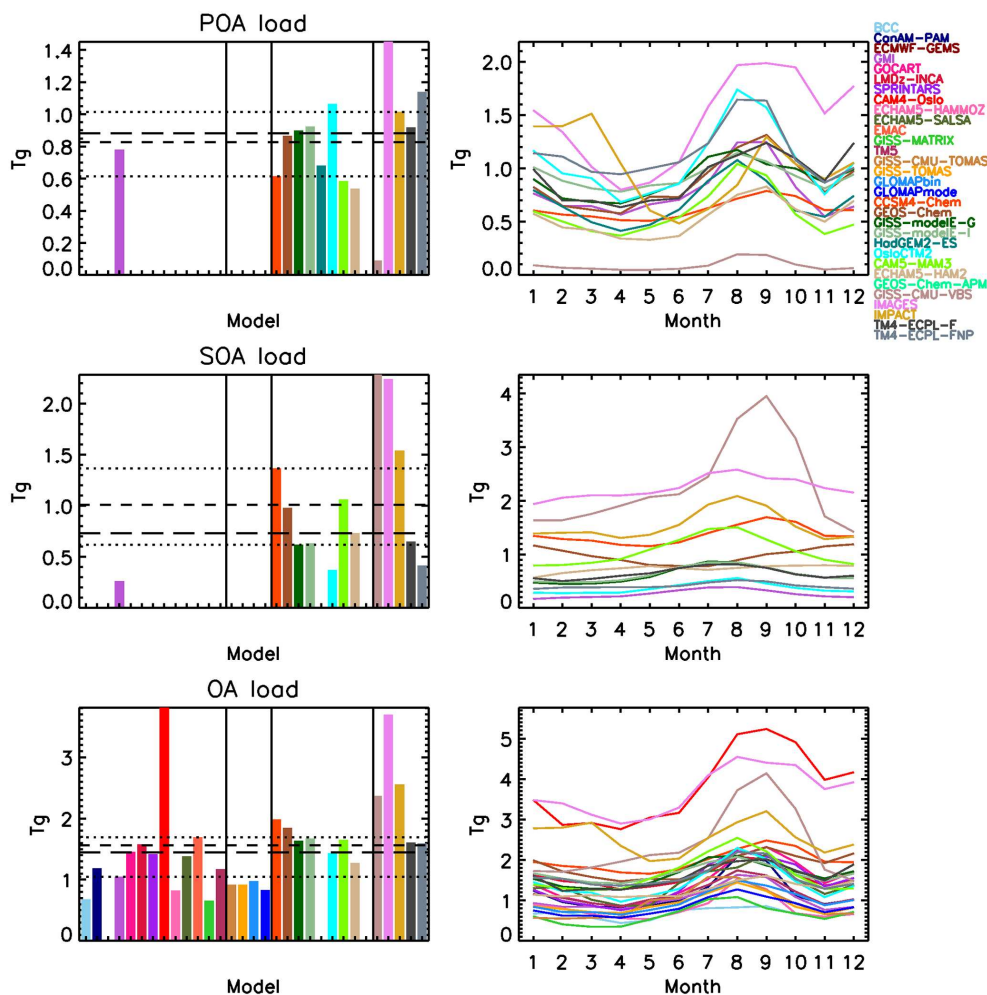 POA load
Tg
1.4
1.2
1.0
0.8
0.6
0.4
0.2
0.0
Model
Tg
2.0
1.5
1.0
0.5
0.0
1 2 3 4 5 6 7 8 9 10 11 12
Month
BCC
CanAM-PAM
ECMWF-GEMS
GMI
GOCART
LMDz-INCA
SPRINTARS
CAM4-Oslo
ECHAM5-HAMMOZ
ECHAM5-SALSA
EMAC
GISS-MATRIX
TM5
GISS-CMU-TOMAS
GISS-TOMAS
GLOMAPbin
GLOMAPmode
CCSM4-Chem
GEOS-Chem
GISS-modelE-G
GISS-modelE-I
HadGEM2-ES
OsloCTM2
CAM5-MAM3
ECHAM5-HAM2
GEOS-Chem-APM
GISS-CMU-VBS
IMAGES
IMPACT
TM4-ECPL-F
TM4-ECPL-FNP
SOA load
Tg
2.0
1.5
1.0
0.5
0.0
Model
Tg
4
3
2
1
0
1 2 3 4 5 6 7 8 9 10 11 12
Month
OA load
Tg
3
2
1
0
Model
Tg
5
4
3
2
1
0
1 2 3 4 5 6 7 8 9 10 11 12
Month